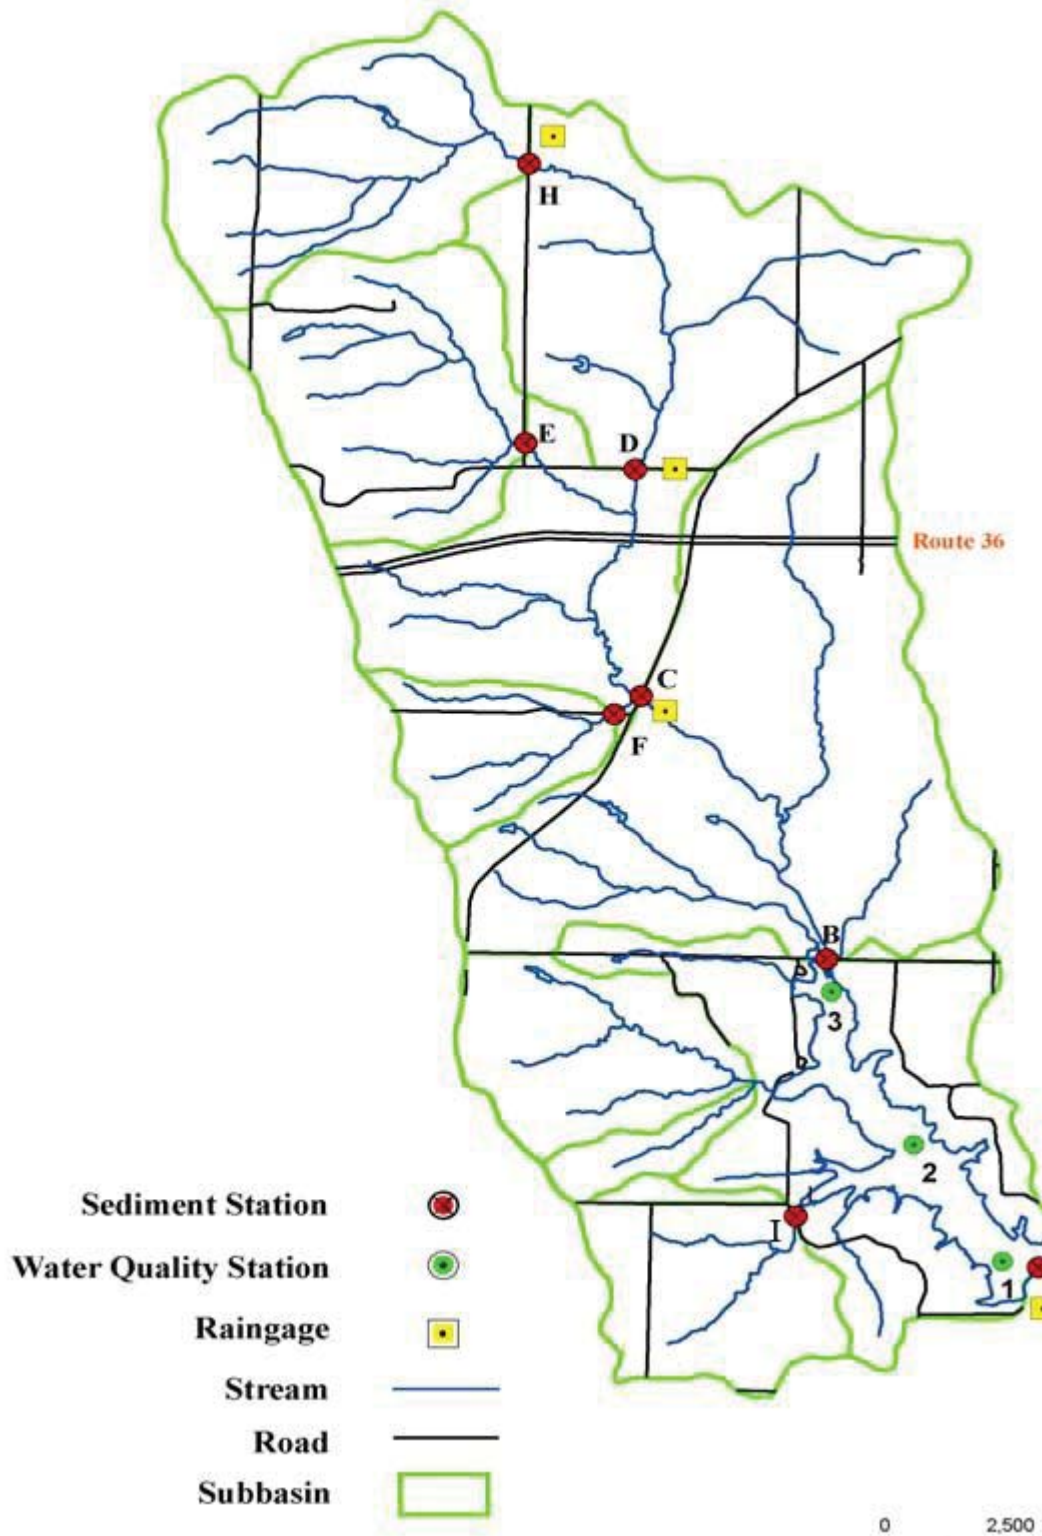 H
E
D
Route 36
C
F
B
3
2
I
1
Sediment Station
Water Quality Station
Raingage
Stream
Road
Subbasin
0 2,500